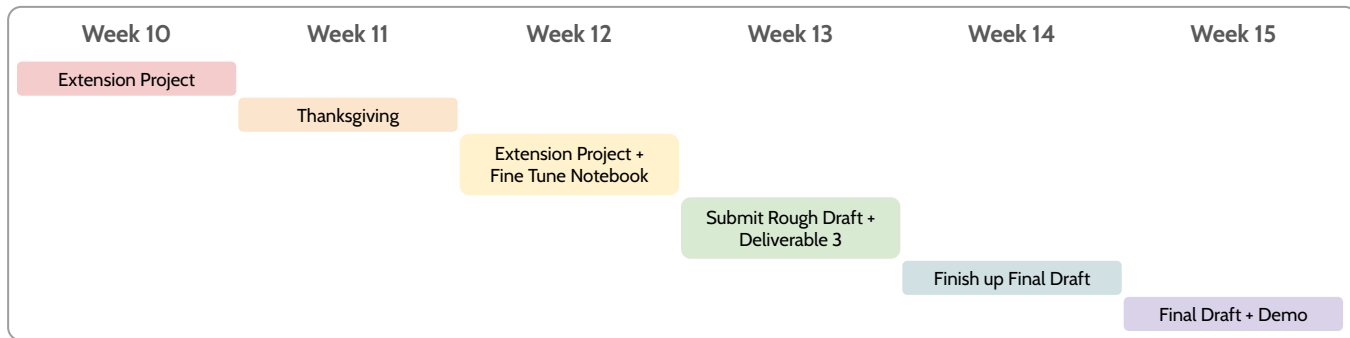 Week 10
Week 11
Week 12
Week 13
Week 14
Week 15
Extension Project
Thanksgiving
Extension Project +
Fine Tune Notebook
Submit Rough Draft +
Deliverable 3
Finish up Final Draft
Final Draft + Demo